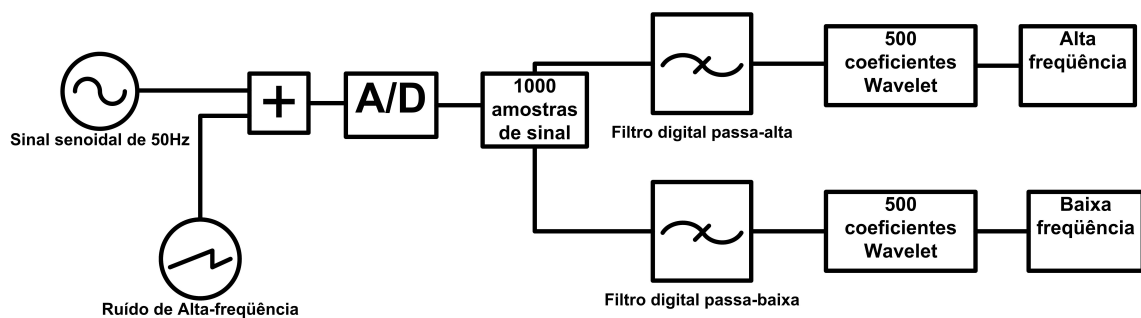 Sinal senoidal de 50Hz
+
Ruído de Alta-freqüência
A/D
1000
amostras
de sinal
Filtro digital passa-alta
500
coeficientes
Wavelet
Alta
freqüência
Filtro digital passa-baixa
500
coeficientes
Wavelet
Baixa
freqüência